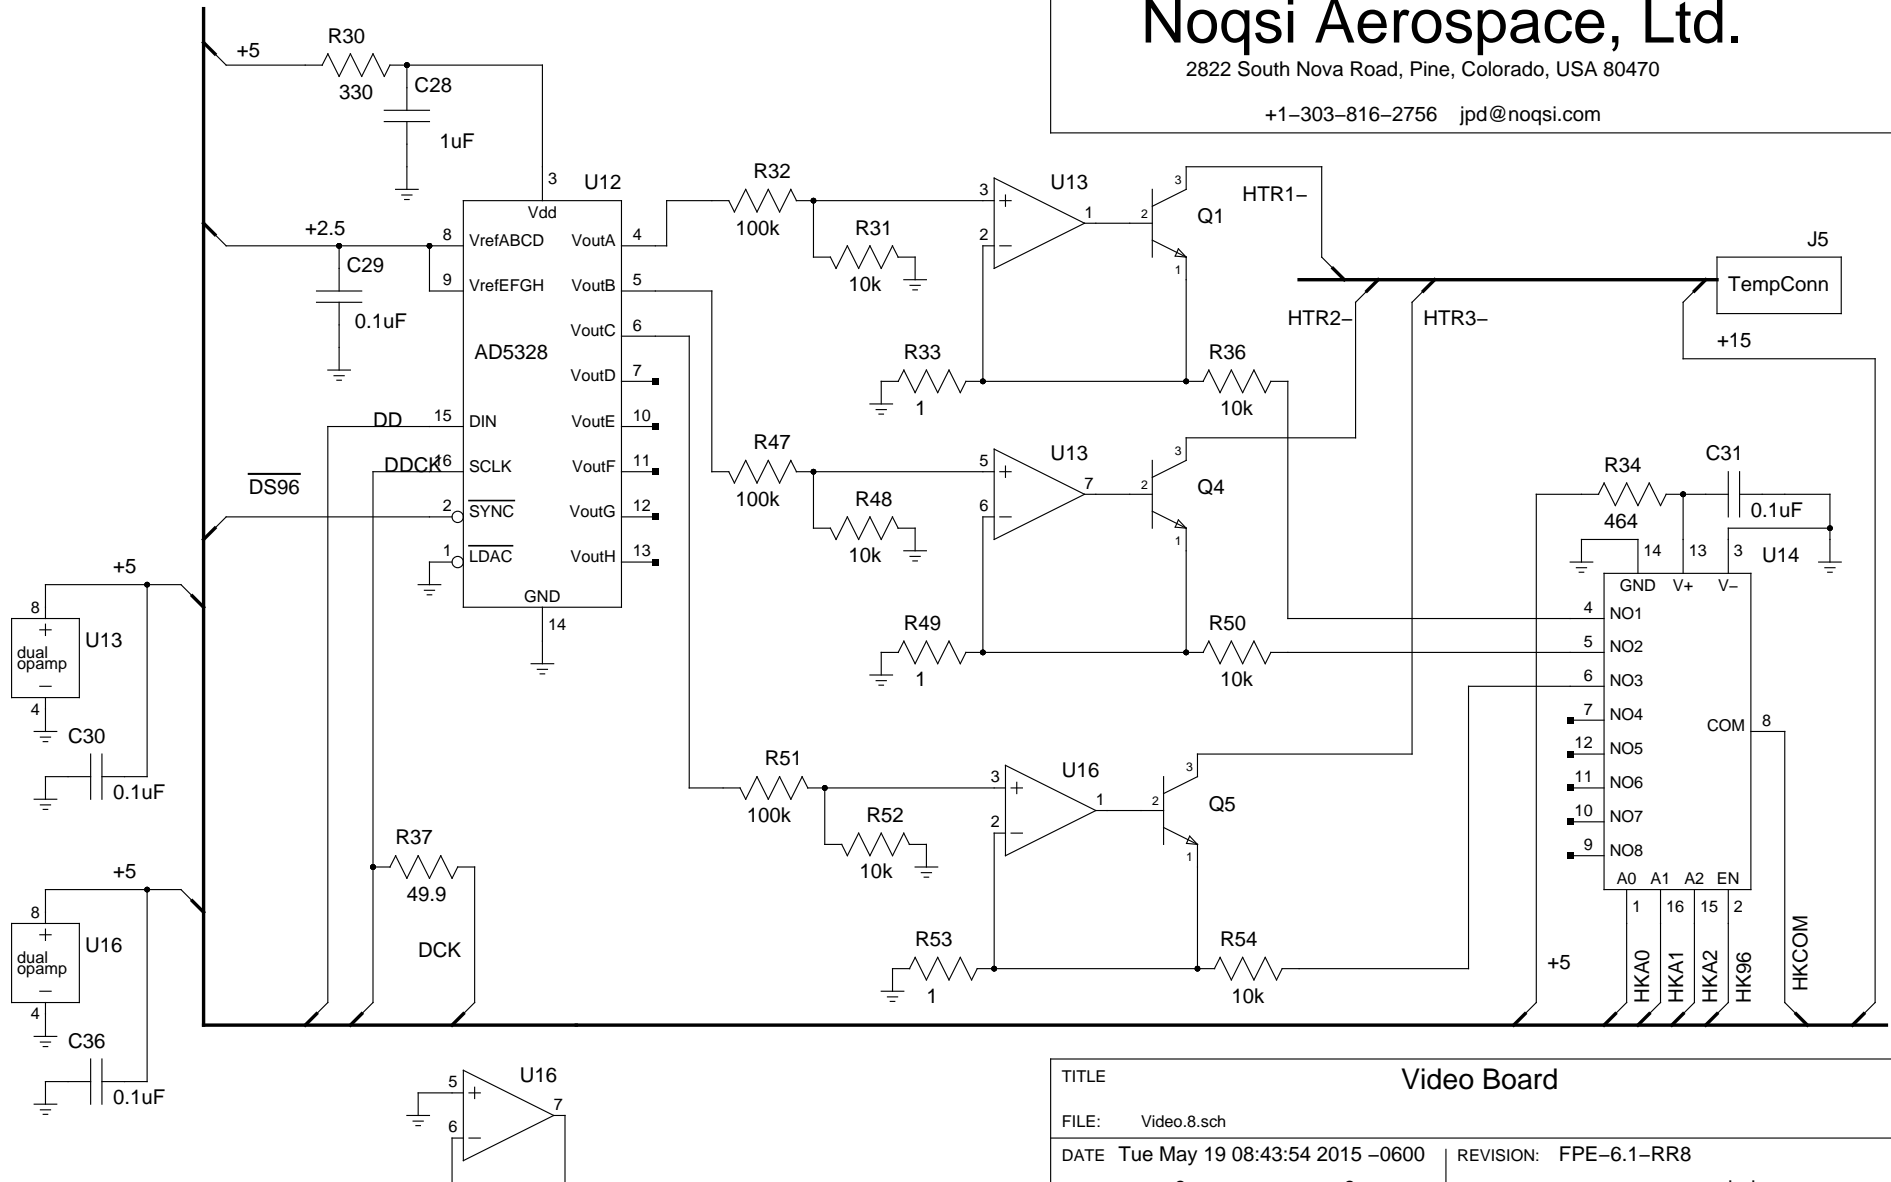 Noqsi Aerospace, Ltd.
2822 South Nova Road, Pine, Colorado, USA 80470
+1−303−816−2756 jpd@noqsi.com
+5
R30
330
C28
1uF
+2.5
C29
0.1uF
U12
3
Vdd
8
VrefABCD
9
VrefEFGH
AD5328
15
DIN
DD
16
SCLK
DDCK
2
SYNC
DS96
1
LDAC
GND
14
VoutA
4
VoutB
5
VoutC
6
VoutD
7
VoutE
10
VoutF
11
VoutG
12
VoutH
13
R32
100k
R31
10k
3
+
2
−
U13
1
2
3
1
Q1
HTR1−
R33
1
R36
10k
R47
100k
R48
10k
5
+
6
−
U13
7
2
3
1
Q4
HTR2−
R49
1
R50
10k
R51
100k
R52
10k
3
+
2
−
U16
1
2
3
1
Q5
HTR3−
R53
1
R54
10k
J5
TempConn
+15
R34
464
C31
0.1uF
U14
14
13
3
GND
V+
V−
4
NO1
5
NO2
6
NO3
7
NO4
12
NO5
11
NO6
10
NO7
9
NO8
COM
8
A0
A1
A2
EN
1
16
15
2
+5
HKA0
HKA1
HKA2
HK96
HKCOM
+5
8
+
dual
opamp
−
4
U13
C30
0.1uF
+5
8
+
dual
opamp
−
4
U16
C36
0.1uF
R37
49.9
DCK
U16
5
+
6
−
7
TITLE
Video Board
FILE: Video.8.sch
DATE Tue May 19 08:43:54 2015 −0600
REVISION: FPE−6.1−RR8